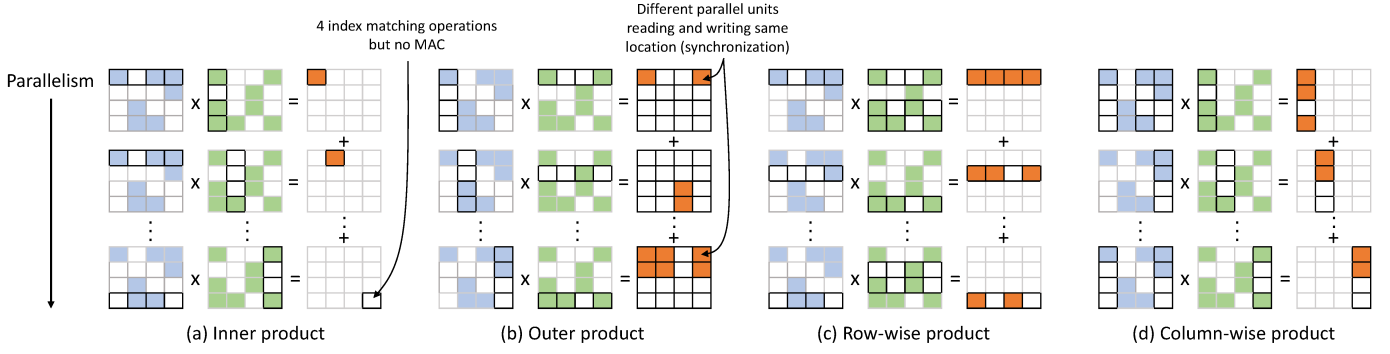 4 index matching operations
but no MAC
Different parallel units
reading and writing same
location (synchronization)
Parallelism
x = x = x = x =
+ + + +
x = x = x = x =
⋮ ⋮ ⋮ ⋮ ⋮ ⋮ ⋮ ⋮ ⋮ ⋮ ⋮ ⋮
+ + + +
x = x = x = x =
(a) Inner product
(b) Outer product
(c) Row-wise product
(d) Column-wise product